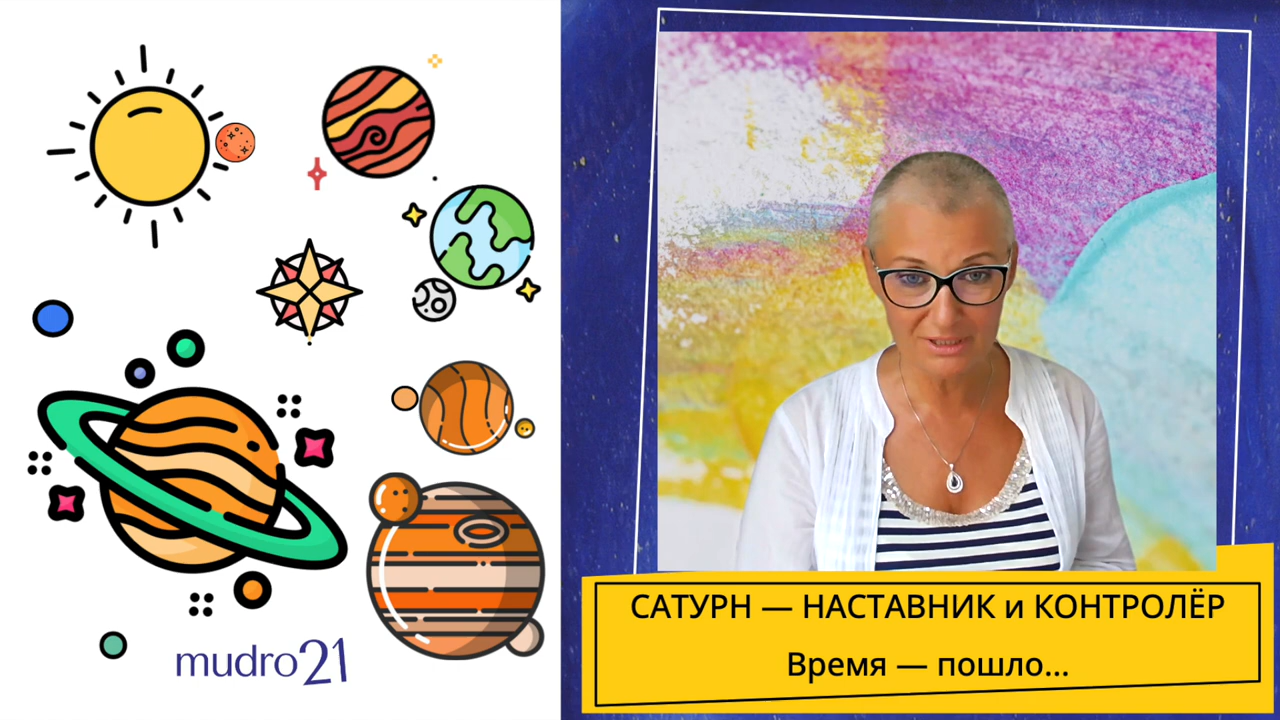 mudro21
САТУРН — НАСТАВНИК и КОНТРОЛЁР
Время — пошло...